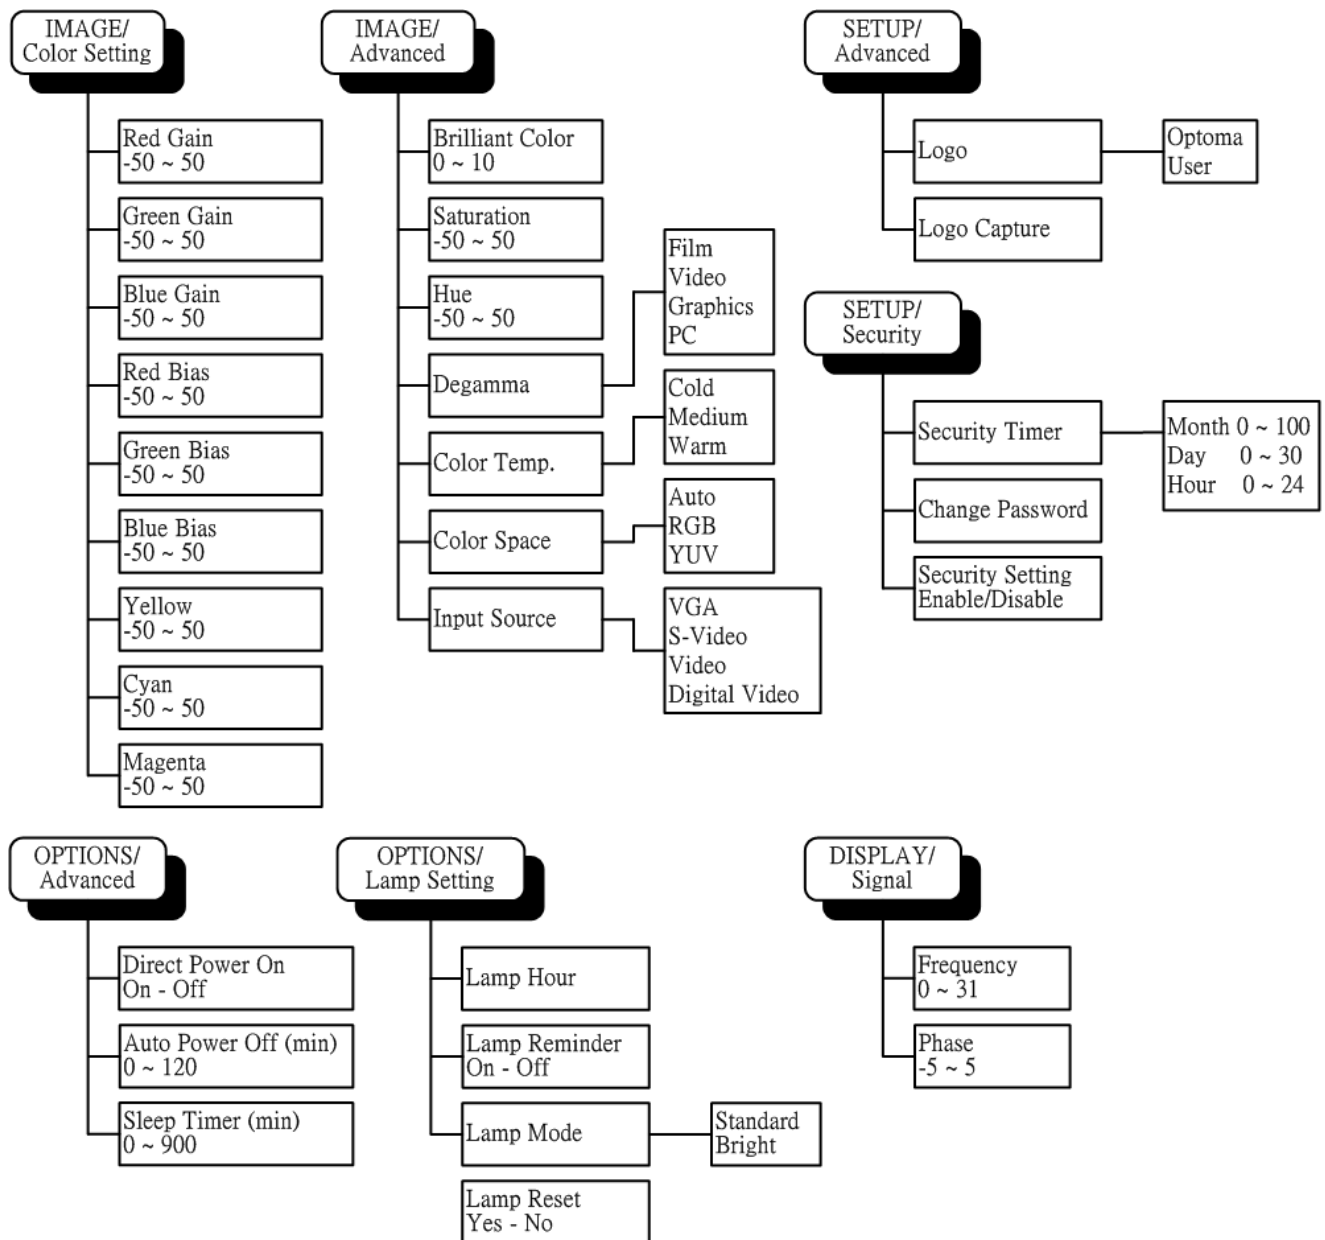 IMAGE/
Color Setting
Red Gain
-50 ~ 50
Green Gain
-50 ~ 50
Blue Gain
-50 ~ 50
Red Bias
-50 ~ 50
Green Bias
-50 ~ 50
Blue Bias
-50 ~ 50
Yellow
-50 ~ 50
Cyan
-50 ~ 50
Magenta
-50 ~ 50
IMAGE/
Advanced
Brilliant Color
0 ~ 10
Saturation
-50 ~ 50
Hue
-50 ~ 50
Degamma
Film
Video
Graphics
PC
Color Temp.
Cold
Medium
Warm
Color Space
Auto
RGB
YUV
Input Source
VGA
S-Video
Video
Digital Video
SETUP/
Advanced
Logo
Optoma
User
Logo Capture
SETUP/
Security
Security Timer
Month 0 ~ 100
Day 0 ~ 30
Hour 0 ~ 24
Change Password
Security Setting
Enable/Disable
OPTIONS/
Advanced
Direct Power On
On - Off
Auto Power Off (min)
0 ~ 120
Sleep Timer (min)
0 ~ 900
OPTIONS/
Lamp Setting
Lamp Hour
Lamp Reminder
On - Off
Lamp Mode
Standard
Bright
Lamp Reset
Yes - No
DISPLAY/
Signal
Frequency
0 ~ 31
Phase
-5 ~ 5